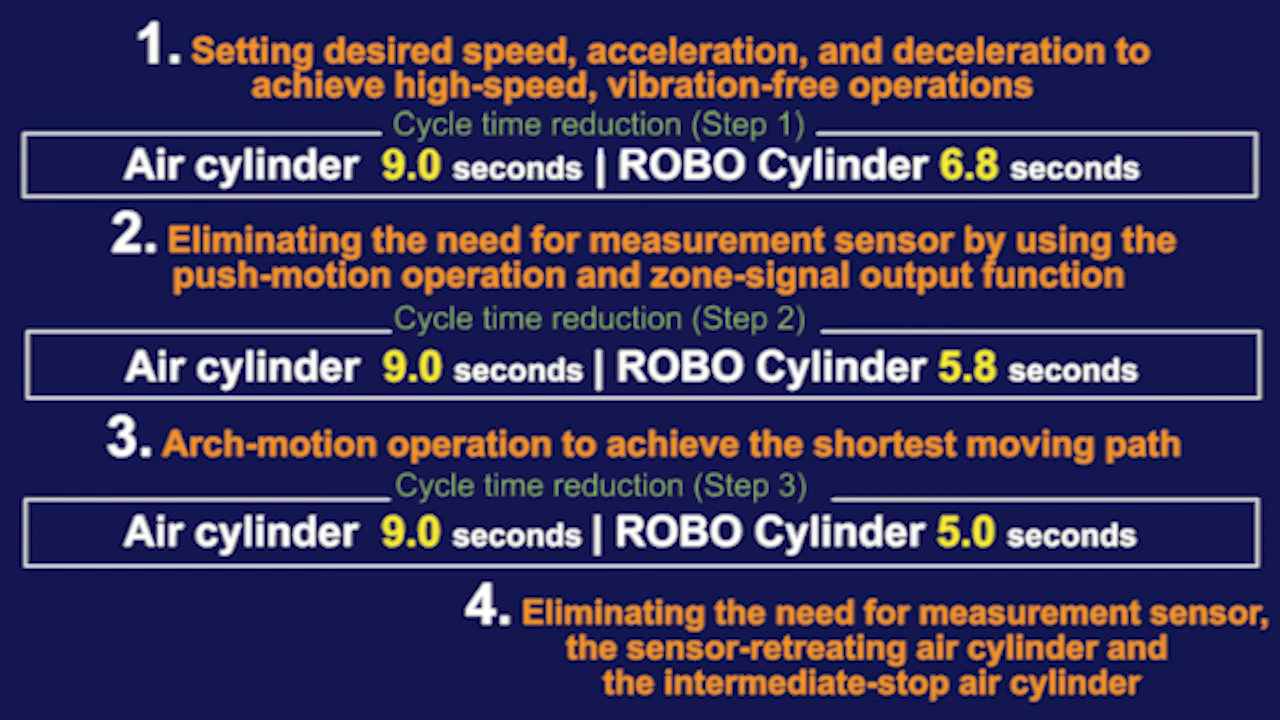 1. Setting desired speed, acceleration, and deceleration to
achieve high-speed, vibration-free operations
Cycle time reduction (Step 1)
Air cylinder 9.0 seconds | ROBO Cylinder 6.8 seconds
2. Eliminating the need for measurement sensor by using the
push-motion operation and zone-signal output function
Cycle time reduction (Step 2)
Air cylinder 9.0 seconds | ROBO Cylinder 5.8 seconds
3. Arch-motion operation to achieve the shortest moving path
Cycle time reduction (Step 3)
Air cylinder 9.0 seconds | ROBO Cylinder 5.0 seconds
4. Eliminating the need for measurement sensor,
the sensor-retreating air cylinder and
the intermediate-stop air cylinder